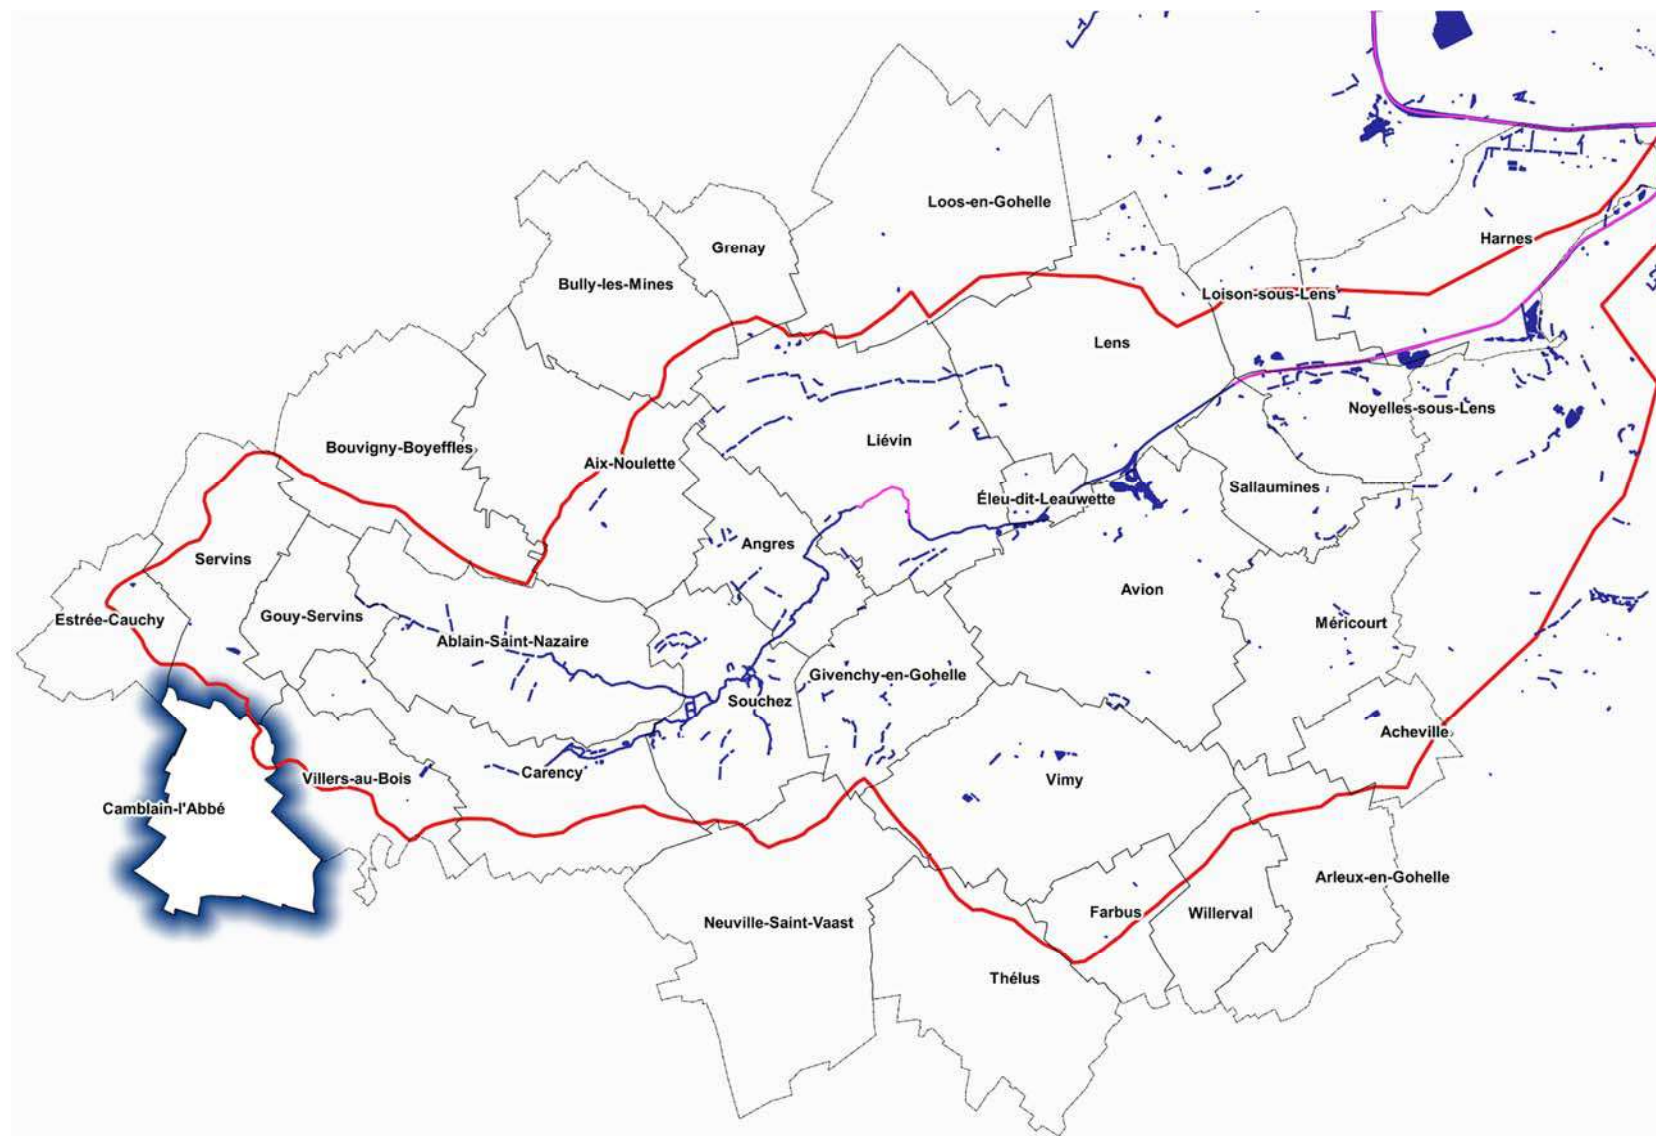 Loos-en-Gohelle
Grenay
Harnes
Bully-les-Mines
Loison-sous-Lens
Lens
Noyelles-sous-Lens
Liévin
Bouvigny-Boyeffles
Aix-Noulette
Sallaumines
Éleu-dit-Leauwette
Angres
Servins
Avion
Gouy-Servins
Estrée-Cauchy
Méricourt
Ablain-Saint-Nazaire
Givenchy-en-Gohelle
Souchez
Acheville
Carency
Villers-au-Bois
Vimy
Camblain-l'Abbé
Arleux-en-Gohelle
Farbus
Willerval
Neuville-Saint-Vaast
Thélus